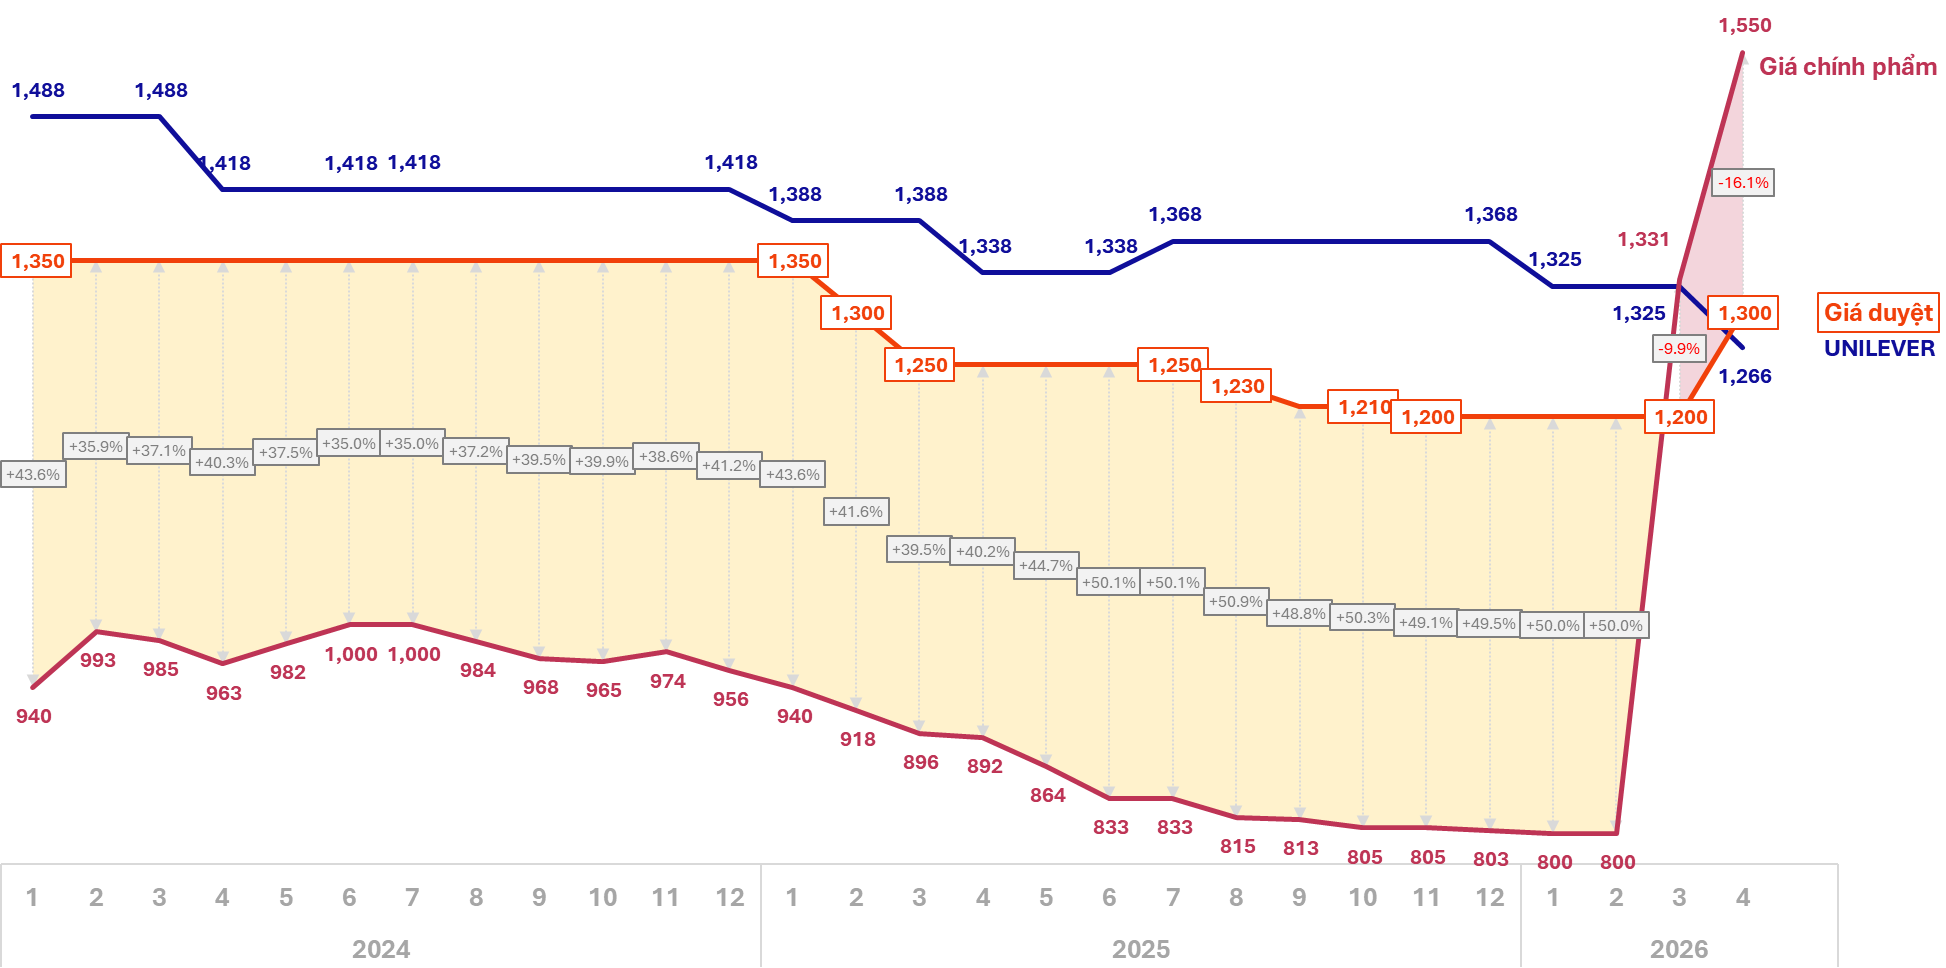 1,550
Giá chính phẩm
1,488 1,488
1,418 1,418 1,418 1,418
-16.1%
1,388 1,388
1,368 1,368
1,338 1,338
1,331
1,325
1,350 1,350
1,300
1,325
1,300
Giá duyệt
-9.9%
UNILEVER
1,250 1,250
1,266
1,230
1,210
1,200
1,200
+43.6% +35.9% +37.1% +40.3% +37.5% +35.0% +35.0% +37.2% +39.5% +39.9% +38.6% +41.2% +43.6%
+41.6%
+39.5% +40.2% +44.7% +50.1% +50.1% +50.9% +48.8% +50.3% +49.1% +49.5% +50.0% +50.0%
940 993 985 963 982 1,000 1,000 984 968 965 974 956 940 918 896 892 864 833 833 815 813 805 805 803 800 800
1 2 3 4 5 6 7 8 9 10 11 12 1 2 3 4 5 6 7 8 9 10 11 12 1 2 3 4
2024 2025 2026